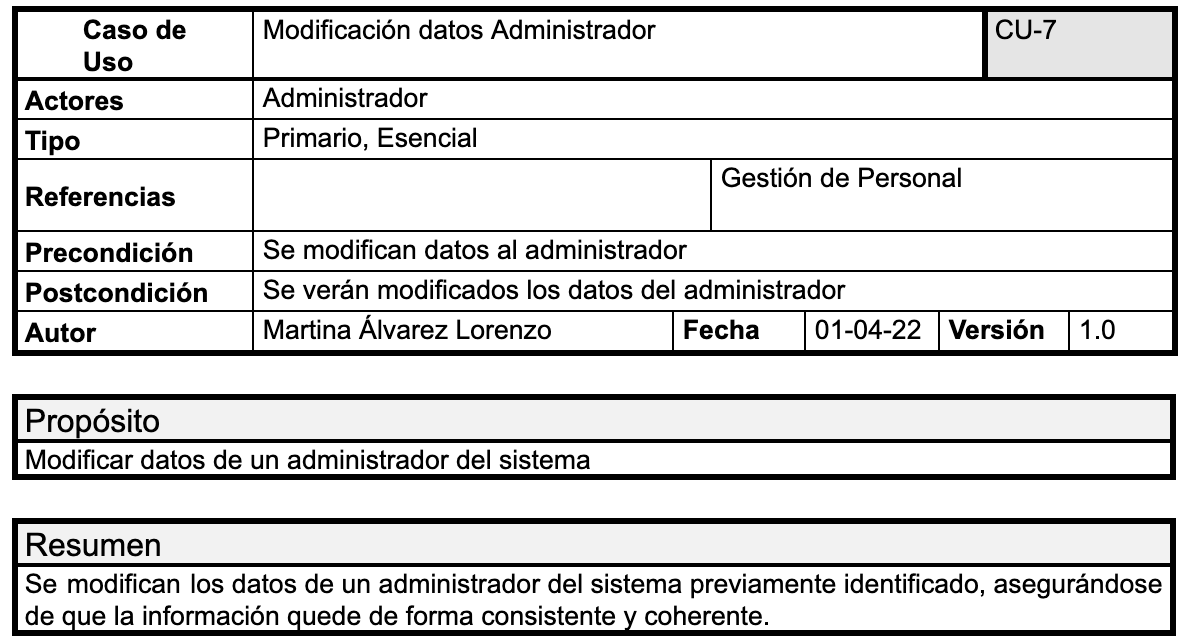 Caso de
Uso
Modificación datos Administrador
CU-7
Actores
Administrador
Tipo
Primario, Esencial
Referencias
Gestión de Personal
Precondición
Se modifican datos al administrador
Postcondición
Se verán modificados los datos del administrador
Autor
Martina Álvarez Lorenzo
Fecha
01-04-22
Versión
1.0
Propósito
Modificar datos de un administrador del sistema
Resumen
Se modifican los datos de un administrador del sistema previamente identificado, asegurándose
de que la información quede de forma consistente y coherente.